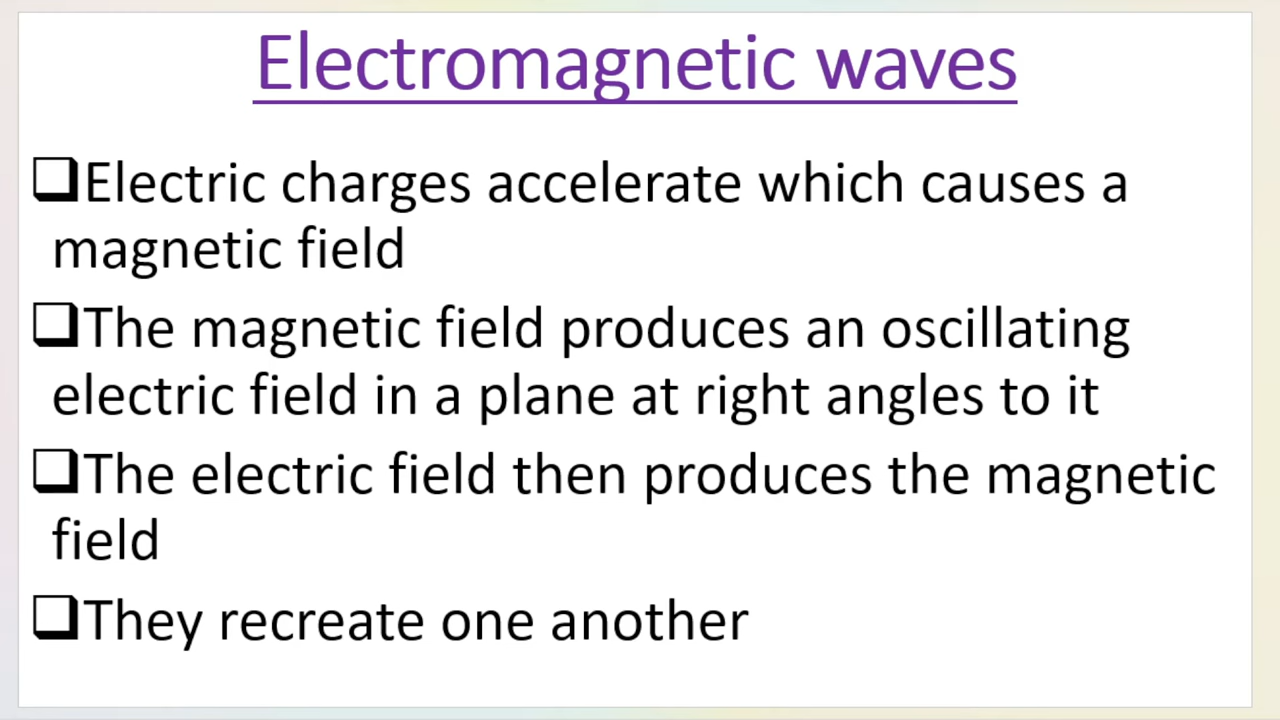 Electromagnetic waves
❑Electric charges accelerate which causes a
magnetic field
❑The magnetic field produces an oscillating
electric field in a plane at right angles to it
❑The electric field then produces the magnetic
field
❑They recreate one another